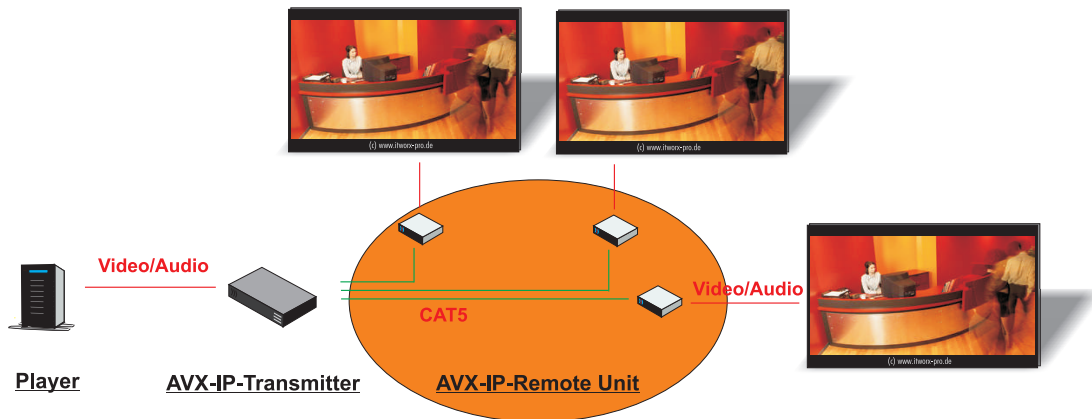 (c) www.itworx-pro.de
(c) www.itworx-pro.de
Video/Audio
Video/Audio
CAT5
(c) www.itworx-pro.de
Player
AVX-IP-Transmitter
AVX-IP-Remote Unit